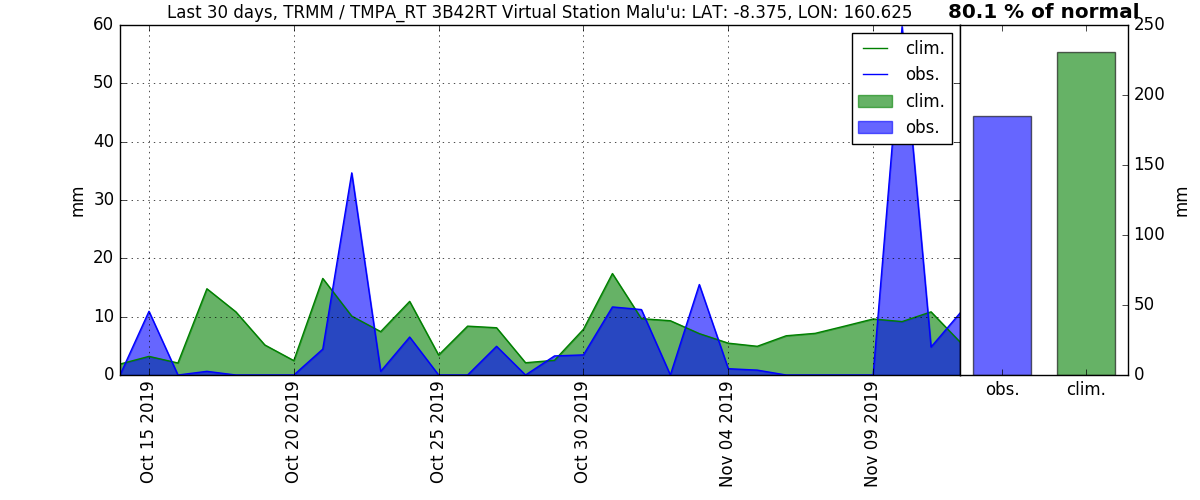 Last 30 days, TRMM / TMPA_RT 3B42RT Virtual Station Malu'u: LAT: -8.375, LON: 160.625
80.1 % of normal
60
50
40
30
20
10
0
mm
clim.
obs.
clim.
obs.
250
200
150
100
50
0
mm
obs.
clim.
Oct 15 2019
Oct 20 2019
Oct 25 2019
Oct 30 2019
Nov 04 2019
Nov 09 2019